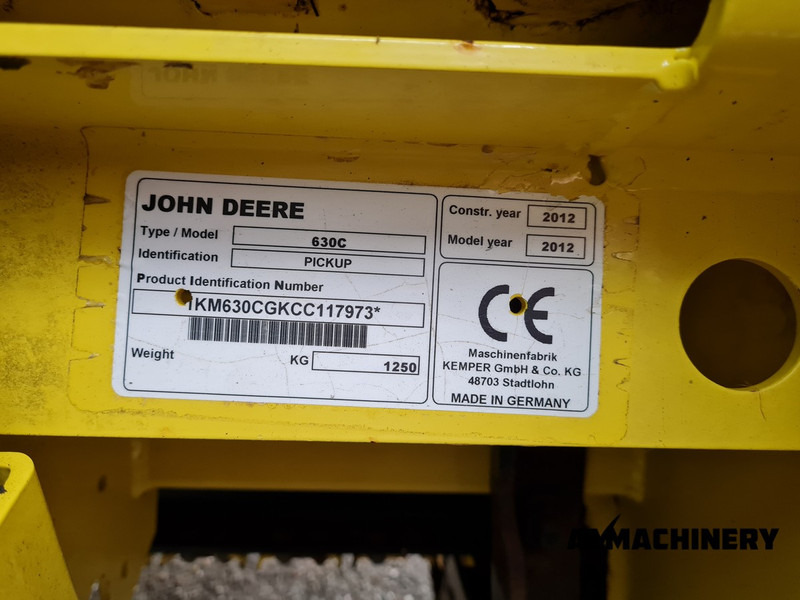 JOHN DEERE
Type / Model 630C
Identification PICKUP
Product Identification Number
1KM630CGKCC117973*
Weight KG 1250
Constr. year 2012
Model year 2012
CE
Maschinenfabrik
KEMPER GmbH & Co. KG
48703 Stadtlohn
MADE IN GERMANY
MACHINERY